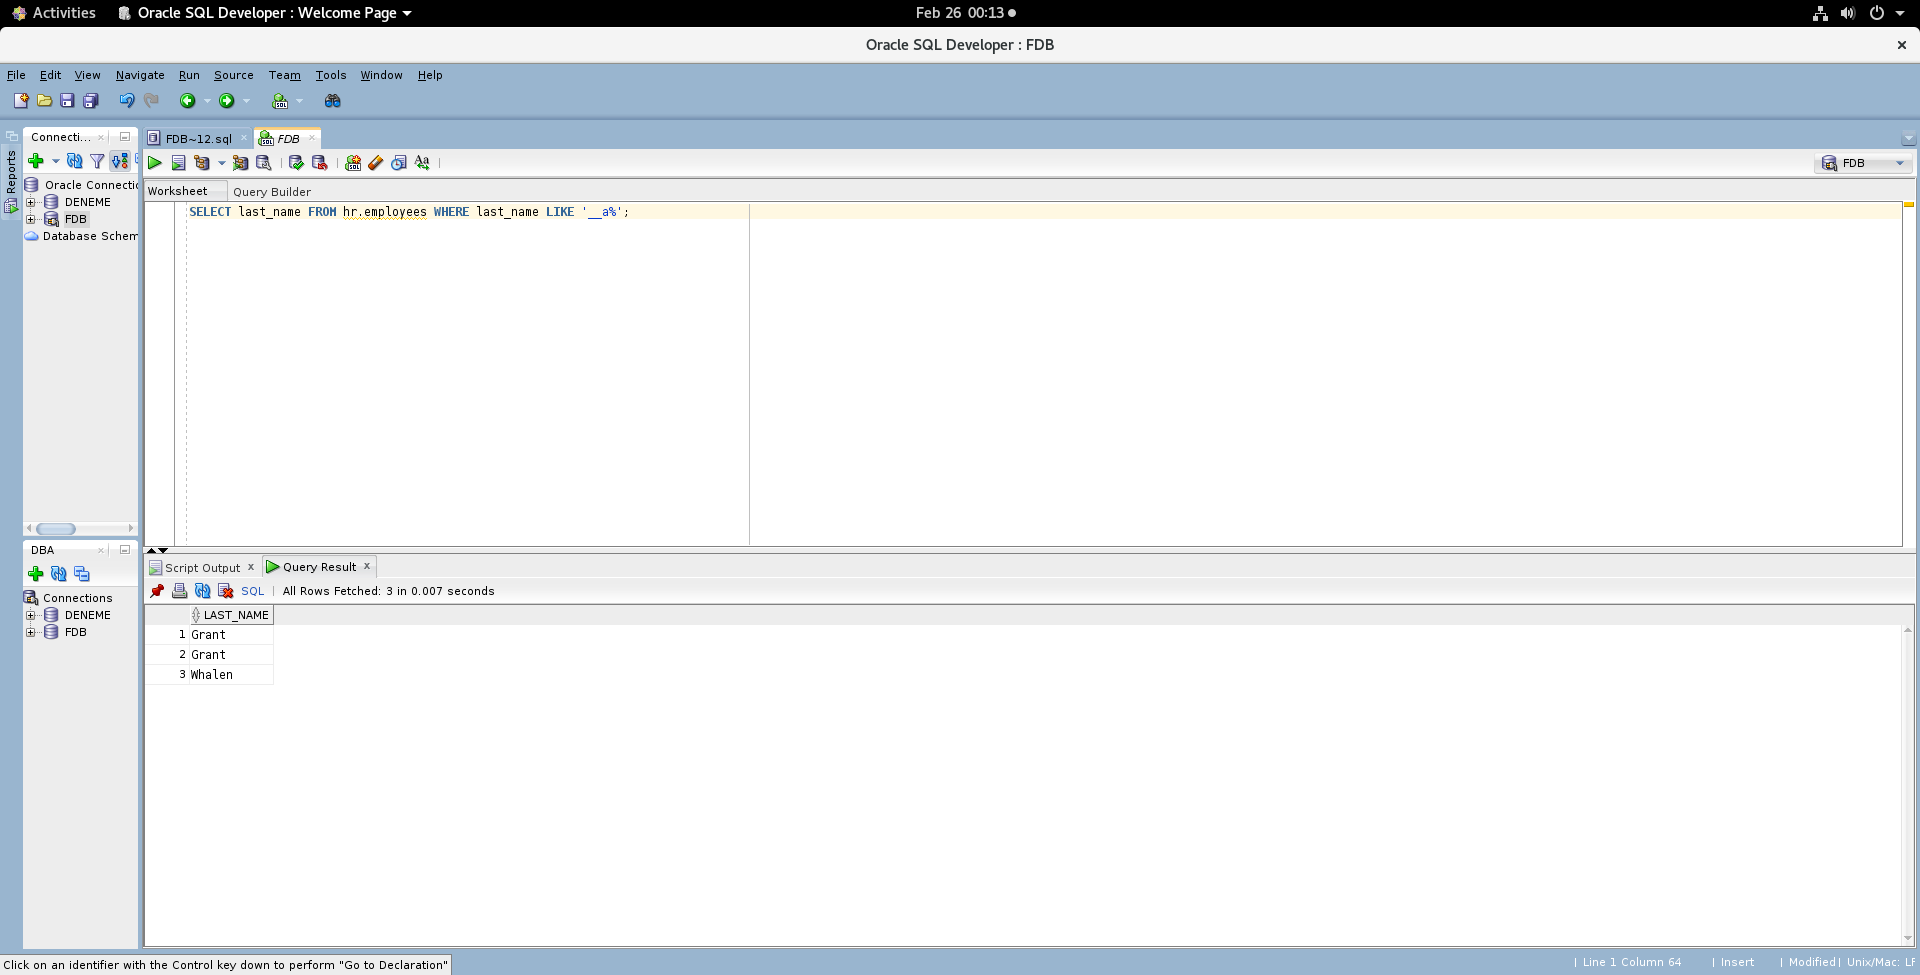 Activities
Oracle SQL Developer : Welcome Page
Feb 26 00:13
Oracle SQL Developer : FDB
File Edit View Navigate Run Source Team Tools Window Help
Reports
Connecti...
Oracle Connectio
DENEME
FDB
Database Schem
FDB~12.sql
FDB
FDB
Worksheet
Query Builder
SELECT last_name FROM hr.employees WHERE last_name LIKE '__a%';
DBA
Connections
DENEME
FDB
Script Output
Query Result
SQL
All Rows Fetched: 3 in 0.007 seconds
LAST_NAME
1 Grant
2 Grant
3 Whalen
Click on an identifier with the Control key down to perform "Go to Declaration"
| Line 1 Column 64 | Insert | Modified | Unix/Mac: LF